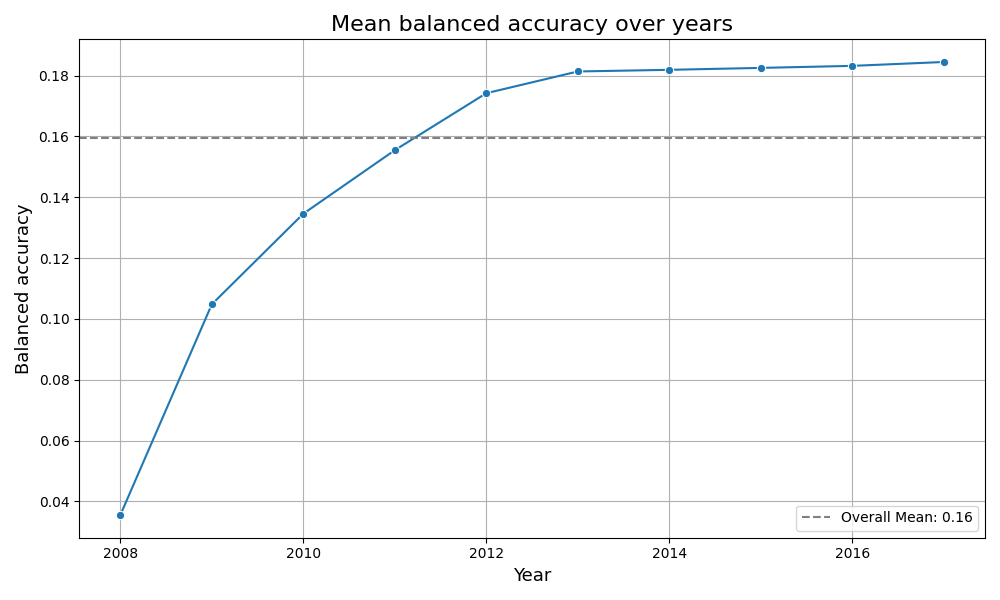 Mean balanced accuracy over years
Balanced accuracy
0.18
0.16
0.14
0.12
0.10
0.08
0.06
0.04
Overall Mean: 0.16
2008 2010 2012 2014 2016
Year